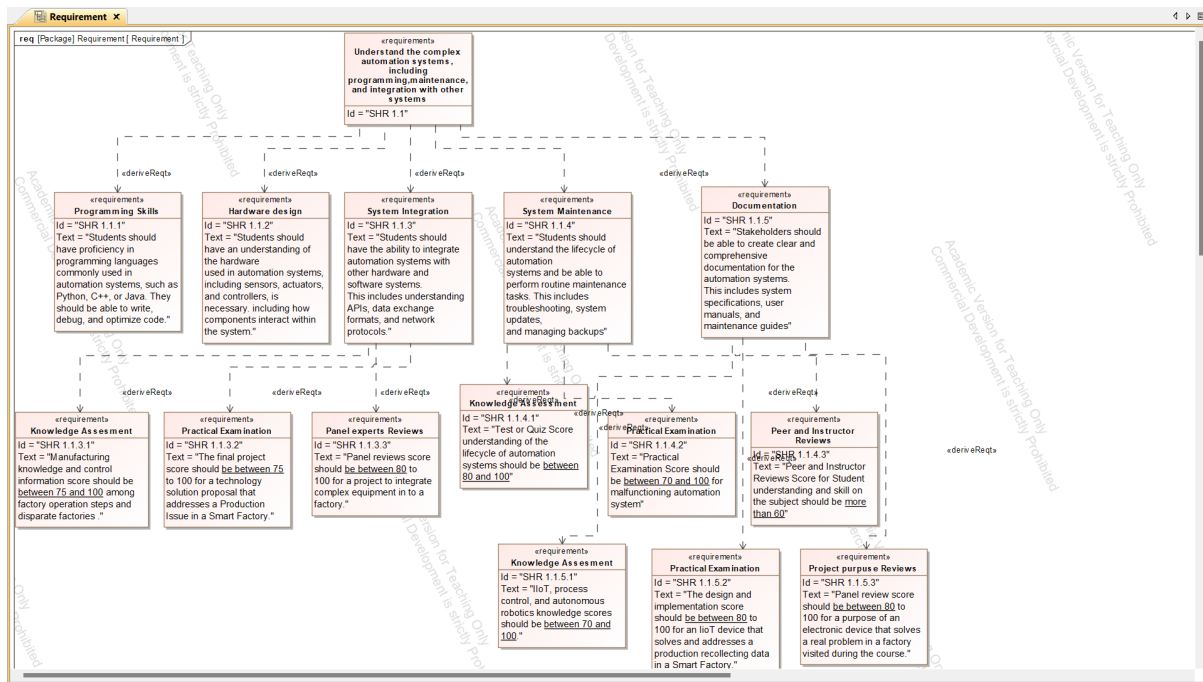 Requirement
req [Package] Requirement [ Requirement ]
«requirement»
Understand the complex
automation systems,
including
programming,maintenance,
and integration with other
systems
Id = "SHR 1.1"
«deriveReqt»
«deriveReqt»
«deriveReqt»
«deriveReqt»
«requirement»
Programming Skills
Id = "SHR 1.1.1"
Text = "Students should
have proficiency in
programming languages
commonly used in
automation systems, such as
Python, C++, or Java. They
should be able to write,
debug, and optimize code."
«requirement»
Hardware design
Id = "SHR 1.1.2"
Text = "Students should
have an understanding of
the hardware
used in automation systems,
including sensors, actuators,
and controllers, is
necessary. including how
components interact within
the system."
«requirement»
System Integration
Id = "SHR 1.1.3"
Text = "Students should
have the ability to integrate
automation systems with
other hardware and
software systems.
This includes understanding
APIs, data exchange
formats, and network
protocols."
«requirement»
System Maintenance
Id = "SHR 1.1.4"
Text = "Students should
understand the lifecycle of
automation
systems and be able to
perform routine maintenance
tasks. This includes
troubleshooting, system
updates,
and managing backups"
«requirement»
Documentation
Id = "SHR 1.1.5"
Text = "Stakeholders should
be able to create clear and
comprehensive
documentation for the
automation systems.
This includes system
specifications, user
manuals, and
maintenance guides"
«deriveReqt»
«deriveReqt»
«deriveReqt»
«deriveReqt»
«deriveReqt»
«deriveReqt»
«deriveReqt»
«deriveReqt»
«requirement»
Knowledge Assesment
Id = "SHR 1.1.3.1"
Text = "Manufacturing
knowledge and control
information score should be
between 75 and 100 among
factory operation steps and
disparate factories ."
«requirement»
Practical Examination
Id = "SHR 1.1.3.2"
Text = "The final project
score should be between 75
to 100 for a technology
solution proposal that
addresses a Production
Issue in a Smart Factory."
«requirement»
Panel experts Reviews
Id = "SHR 1.1.3.3"
Text = "Panel reviews score
should be between 80 to
100 for a project to integrate
complex equipment in to a
factory."
«requirement»
Knowledge Assessment
Id = "SHR 1.1.4.1"
Text = "Test or Quiz Score
understanding of the
lifecycle of automation
systems should be between
80 and 100"
«requirement»
Practical Examination
Id = "SHR 1.1.4.2"
Text = "Practical
Examination Score should
be between 70 and 100 for
malfunctioning automation
system"
«requirement»
Peer and Instructor
Reviews
Id = "SHR 1.1.4.3"
Text = "Peer and Instructor
Reviews Score for Student
understanding and skill on
the subject should be more
than 60"
«requirement»
Knowledge Assesment
Id = "SHR 1.1.5.1"
Text = "IIoT, process
control, and autonomous
robotics knowledge scores
should be between 70 and
100."
«requirement»
Practical Examination
Id = "SHR 1.1.5.2"
Text = "The design and
implementation score
should be between 80 to
100 for an IioT device that
solves and addresses a
production recollecting data
in a Smart Factory."
«requirement»
Project purpuse Reviews
Id = "SHR 1.1.5.3"
Text = "Panel review score
should be between 80 to
100 for a purpose of an
electronic device that solves
a real problem in a factory
visited during the course."
Academic Version for Teaching Only
Commercial Development is strictly Prohibited